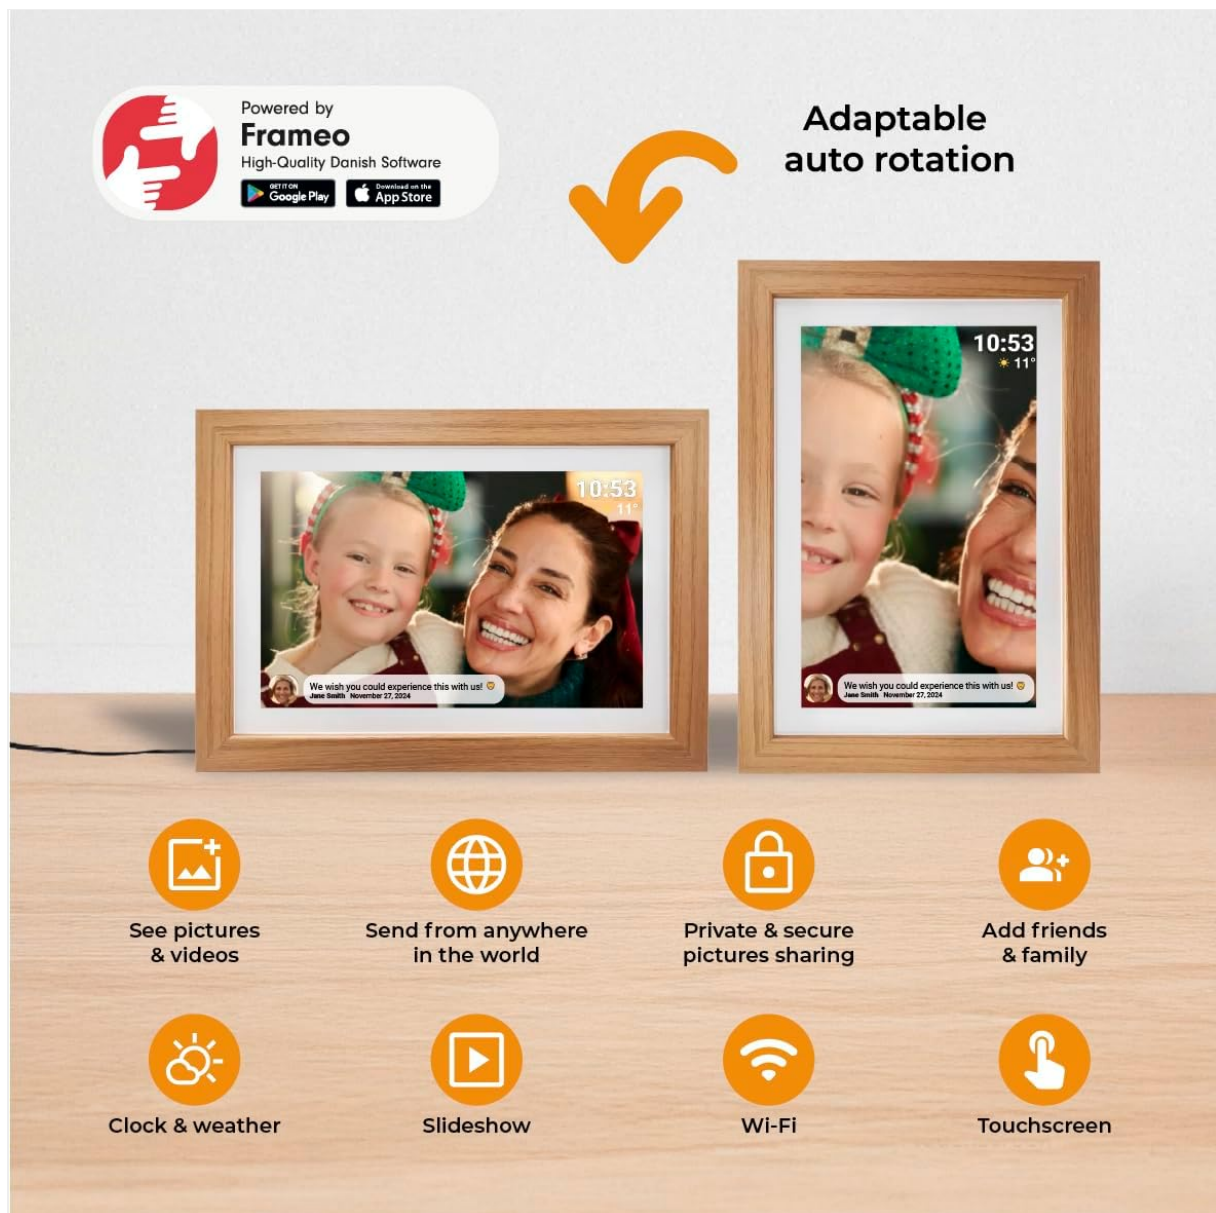 Powered by
Frameo
High-Quality Danish Software
GET IT ON
Google Play
Download on the
App Store
Adaptable
auto rotation
10:53
11°
We wish you could experience this with us!
Jane Smith November 27, 2024
10:53
11°
We wish you could experience this with us!
Jane Smith November 27, 2024
See pictures
& videos
Send from anywhere
in the world
Private & secure
pictures sharing
Add friends
& family
Clock & weather
Slideshow
Wi-Fi
Touchscreen